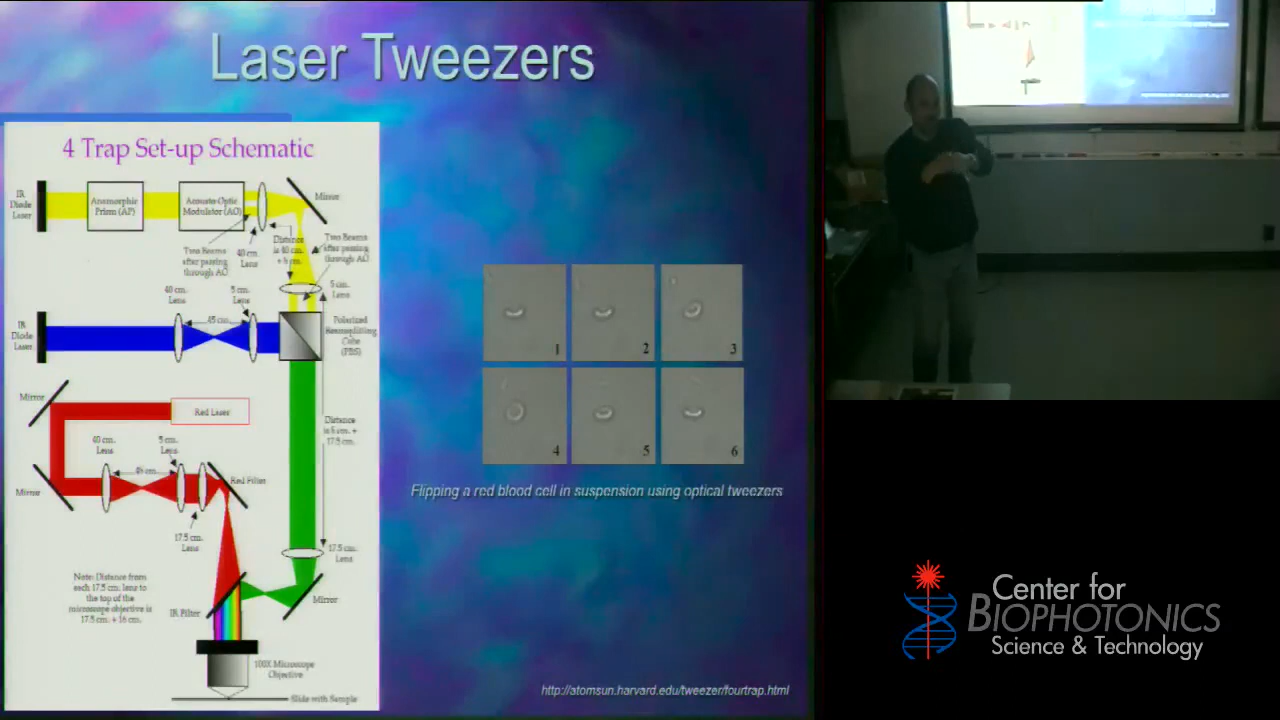 Laser Tweezers
4 Trap Set-up Schematic
IR
Diode
Laser
Anamorphic
Prism (AP)
Acousto-Optic
Modulator (AO)
Mirror
Two Beams
after passing
through AO
40 cm.
Lens
Distance
is 40 cm.
+ 5 cm.
Two Beams
after passing
through AO
5 cm.
Lens
40 cm.
Lens
5 cm.
Lens
45 cm.
IR
Diode
Laser
Polarized
Beamsplitting
Cube
(PBS)
Mirror
Red Laser
40 cm.
Lens
5 cm.
Lens
45 cm.
Mirror
Red Filter
17.5 cm.
Lens
Distance
is 5 cm. +
17.5 cm.
17.5 cm.
Lens
Note: Distance from
each 17.5 cm. lens to
the top of the
microscope objective is
17.5 cm. + 16 cm.
IR Filter
Mirror
100X Microscope
Objective
Slide with Sample
1
2
3
4
5
6
Flipping a red blood cell in suspension using optical tweezers
http://atomsun.harvard.edu/tweezer/fourtrap.html
Center for
BIOPHOTONICS
Science & Technology